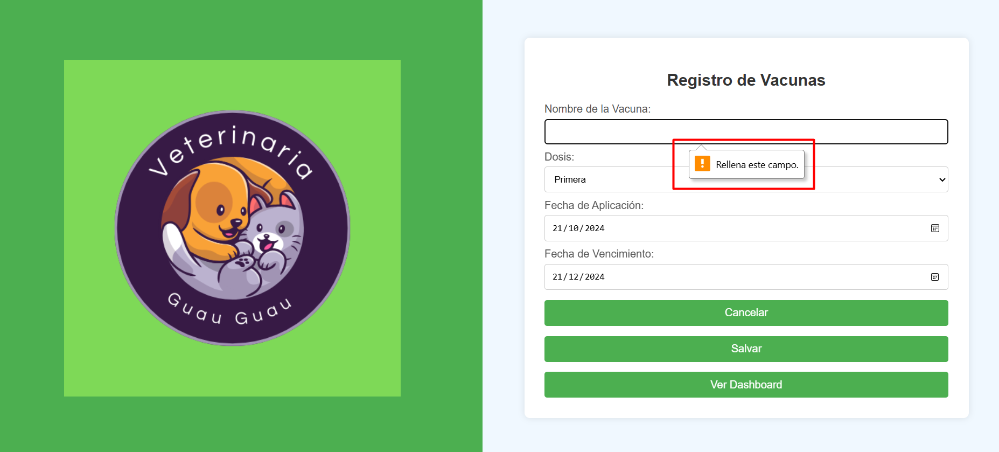 Veterinaria
Guau Guau
Registro de Vacunas
Nombre de la Vacuna:
Rellena este campo.
Dosis:
Primera
Fecha de Aplicación:
21/10/2024
Fecha de Vencimiento:
21/12/2024
Cancelar
Salvar
Ver Dashboard